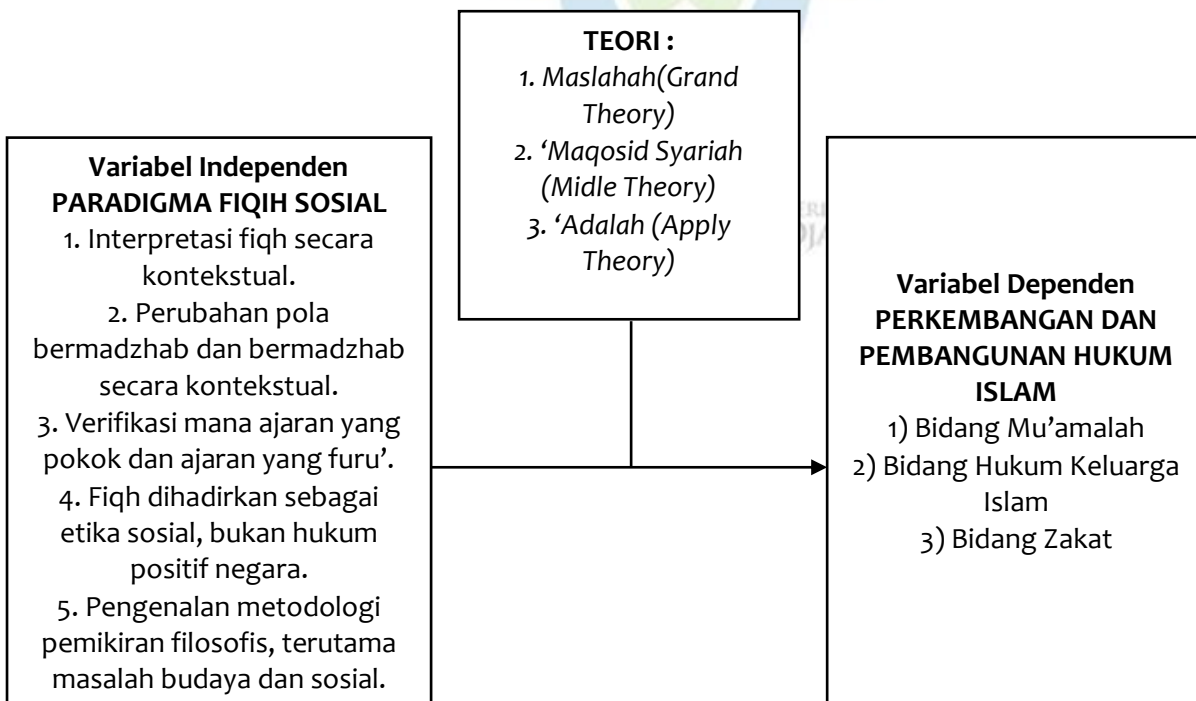 TEORI :
1. Maslahah(Grand
Theory)
2. ‘Maqosid Syariah
(Midle Theory)
3. ‘Adalah (Apply
Theory)
Variabel Independen
PARADIGMA FIQIH SOSIAL
1. Interpretasi fiqh secara
kontekstual.
2. Perubahan pola
bermadzhab dan bermadzhab
secara kontekstual.
3. Verifikasi mana ajaran yang
pokok dan ajaran yang furu’.
4. Fiqh dihadirkan sebagai
etika sosial, bukan hukum
positif negara.
5. Pengenalan metodologi
pemikiran filosofis, terutama
masalah budaya dan sosial.
Variabel Dependen
PERKEMBANGAN DAN
PEMBANGUNAN HUKUM
ISLAM
1) Bidang Mu’amalah
2) Bidang Hukum Keluarga
Islam
3) Bidang Zakat